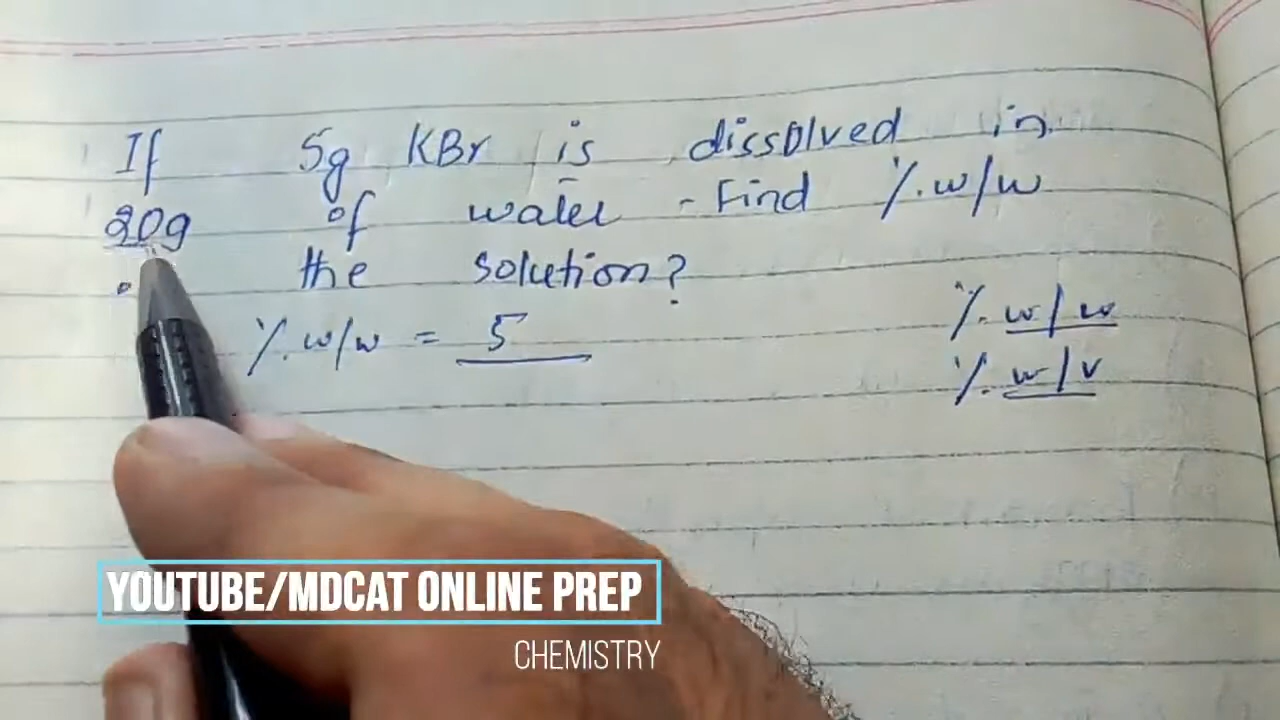 If 5g KBr is dissolved in
20g of water - Find %.w/w
the solution?
%.w/w = 5
%.w/w
%.w/v
YOUTUBE/MDCAT ONLINE PREP
CHEMISTRY